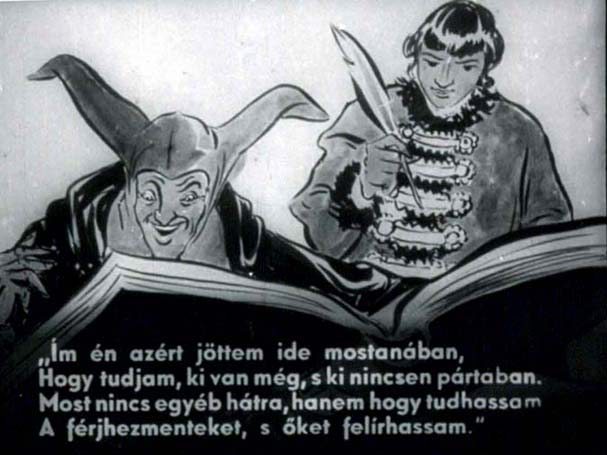 „Ím én azért jöttem ide mostanában,
Hogy tudjam, ki van még, s ki nincsen pártában.
Most nincs egyéb hátra, hanem hogy tudhassam
A férjhezmenteket, s őket felírhassam."